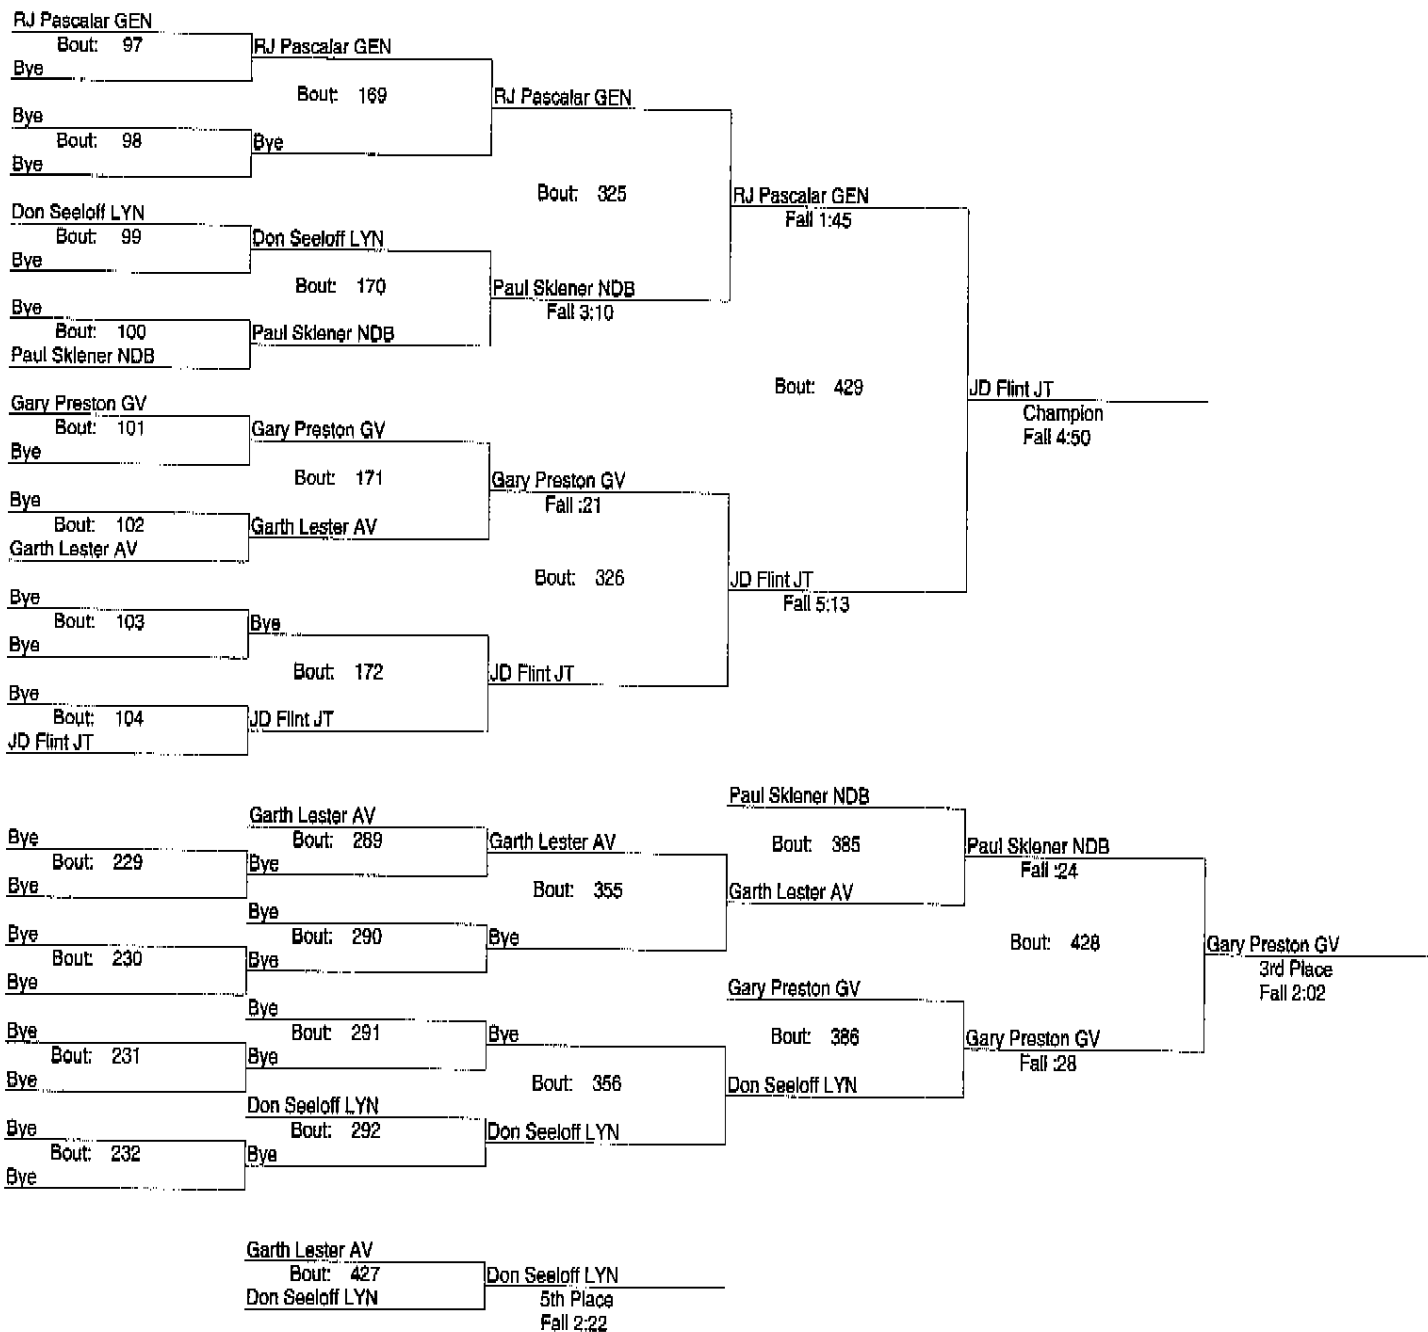 RJ Pascalar GEN
Bout: 97
Bye
RJ Pascalar GEN
Bout: 169
RJ Pascalar GEN
Bye
Bout: 98
Bye
Bye
Bout: 325
RJ Pascalar GEN
Fall 1:45
Don Seeloff LYN
Bout: 99
Bye
Don Seeloff LYN
Bout: 170
Paul Sklener NDB
Fall 3:10
Bye
Bout: 100
Paul Sklener NDB
Paul Sklener NDB
Bout: 429
JD Flint JT
Champion
Fall 4:50
Gary Preston GV
Bout: 101
Bye
Gary Preston GV
Bout: 171
Gary Preston GV
Fall :21
Bye
Bout: 102
Garth Lester AV
Garth Lester AV
Bout: 326
JD Flint JT
Fall 5:13
Bye
Bout: 103
Bye
Bye
Bout: 172
JD Flint JT
Bye
Bout: 104
JD Flint JT
JD Flint JT
Bye
Bout: 229
Bye
Garth Lester AV
Bout: 289
Bye
Garth Lester AV
Bout: 355
Paul Sklener NDB
Bout: 385
Garth Lester AV
Paul Sklener NDB
Fall :24
Bye
Bout: 230
Bye
Bye
Bout: 290
Bye
Bye
Bout: 428
Gary Preston GV
3rd Place
Fall 2:02
Bye
Bout: 231
Bye
Bye
Bout: 291
Bye
Bye
Bout: 356
Gary Preston GV
Bout: 386
Don Seeloff LYN
Gary Preston GV
Fall :28
Bye
Bout: 232
Bye
Don Seeloff LYN
Bout: 292
Bye
Don Seeloff LYN
Garth Lester AV
Bout: 427
Don Seeloff LYN
Don Seeloff LYN
5th Place
Fall 2:22